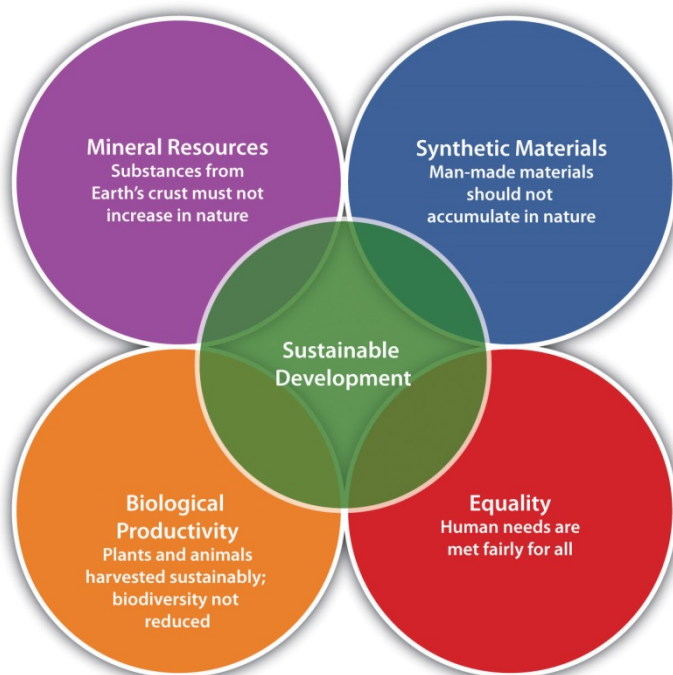 Mineral Resources
Substances from
Earth's crust must not
increase in nature
Synthetic Materials
Man-made materials
should not
accumulate in nature
Sustainable
Development
Biological
Productivity
Plants and animals
harvested sustainably;
biodiversity not
reduced
Equality
Human needs are
met fairly for all